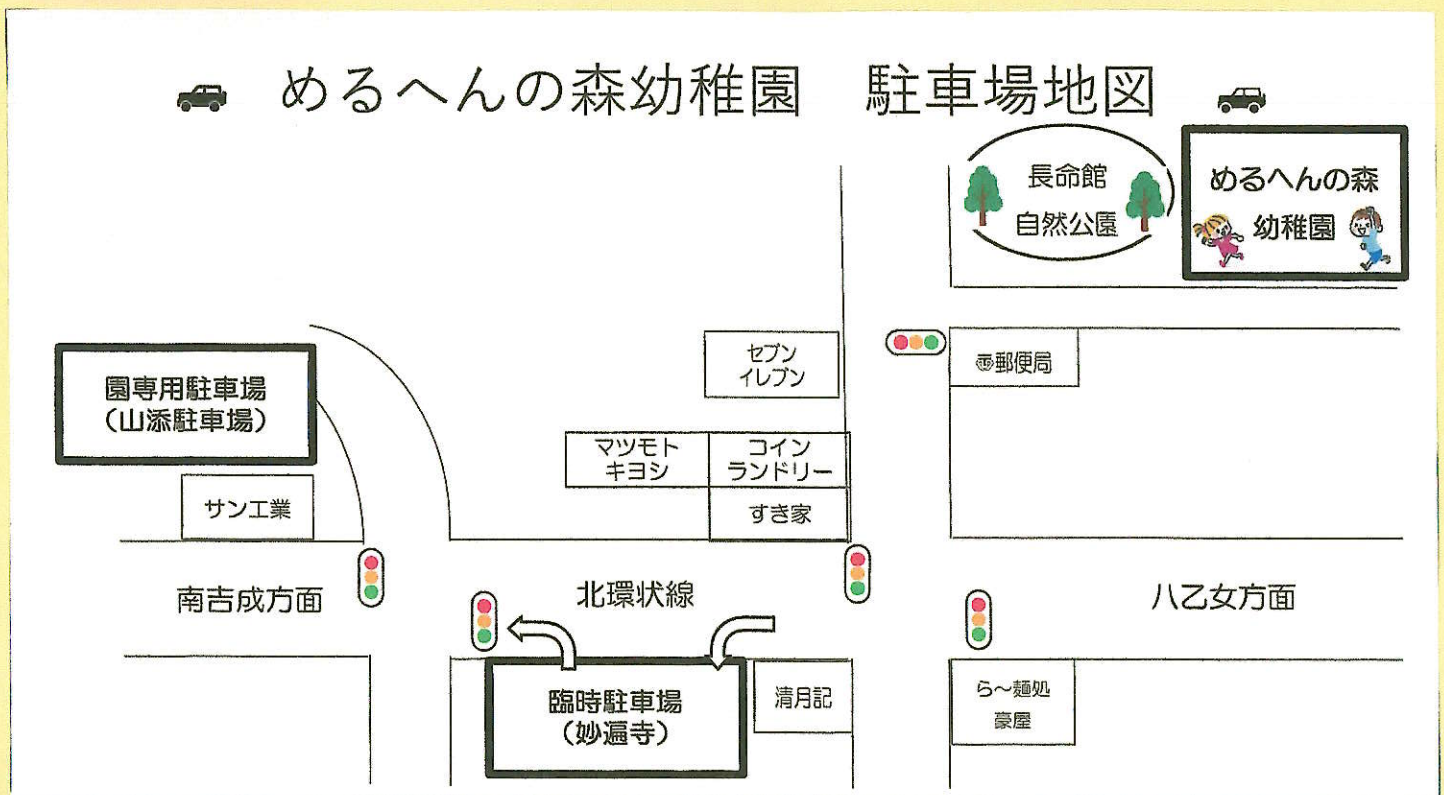 めるへんの森幼稚園 駐車場地図
長命館
自然公園
めるへんの森
幼稚園
セブン
イレブン
郵便局
園専用駐車場
(山添駐車場)
マツモト
キヨシ
コイン
ランドリー
サン工業
すき家
南吉成方面
北環状線
八乙女方面
臨時駐車場
(妙遍寺)
清月記
ら～麺処
豪屋